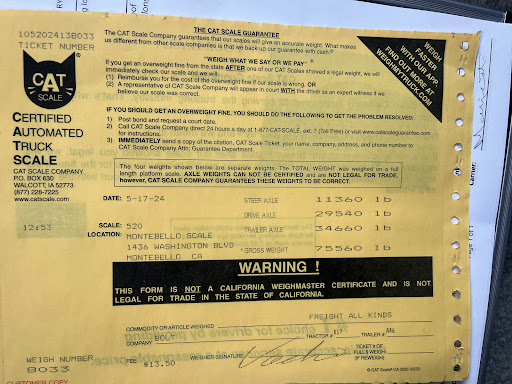 105202413B033
TICKET NUMBER
THE CAT SCALE GUARANTEE
The CAT Scale Company guarantees that our scales will give an accurate weight. What makes
us different from other scale companies is that we back up our guarantee with cash.
"WEIGH WHAT WE SAY OR WE PAY"
If you get an overweight fine from the state AFTER one of our CAT Scales showed a legal weight, we will
immediately check our scale and we will:
(1) Reimburse you for the cost of the overweight fine if our scale is wrong, OR
(2) A representative of CAT Scale Company will appear in court WITH the driver as an expert witness if we
believe our scale was correct.
WEIGH
FASTER
WITH OUR APP.
FIND OUT MORE AT
WEIGHMYTRUCK.COM
CAT
SCALE
IF YOU SHOULD GET AN OVERWEIGHT FINE, YOU SHOULD DO THE FOLLOWING TO GET THE PROBLEM RESOLVED:
1) Post bond and request a court date.
2) Call CAT Scale Company direct 24 hours a day at 1-877-CAT-SCALE, ext. 7 (Toll Free) or visit www.catscaleguarantee.com
for instructions.
3) IMMEDIATELY send a copy of the citation, CAT Scale Ticket, your name, company, address, and phone number to
CAT Scale Company Attn: Guarantee Department.
CERTIFIED
AUTOMATED
TRUCK
SCALE
CAT SCALE COMPANY
P.O. BOX 630
WALCOTT, IA 52773
(877) 228-7225
www.catscale.com
The four weights shown below are separate weights. The TOTAL WEIGHT was weighed on a full
length platform scale. AXLE WEIGHTS CAN NOT BE CERTIFIED and are NOT LEGAL FOR TRADE,
however, CAT SCALE COMPANY GUARANTEES THESE WEIGHTS TO BE CORRECT.
DATE: 5-17-24
STEER AXLE 11360 lb
DRIVE AXLE 29540 lb
12:53
SCALE: 520
TRAILER AXLE 34660 lb
LOCATION: MONTEBELLO SCALE
1436 WASHINGTON BLVD
*GROSS WEIGHT 75560 lb
MONTEBELLO CA
WARNING !
THIS FORM IS NOT A CALIFORNIA WEIGHMASTER CERTIFICATE AND IS NOT
LEGAL FOR TRADE IN THE STATE OF CALIFORNIA.
FREIGHT ALL KINDS
COMMODITY OR ARTICLE WEIGHED
COMPANY BOL
TRACTOR # 117
TRAILER #
WEIGH NUMBER
8033
FEE $13.50
WEIGHER SIGNATURE
TICKET # OF
FULL WEIGH
(IF REWEIGH)
CUSTOMER COPY
© CAT Scale